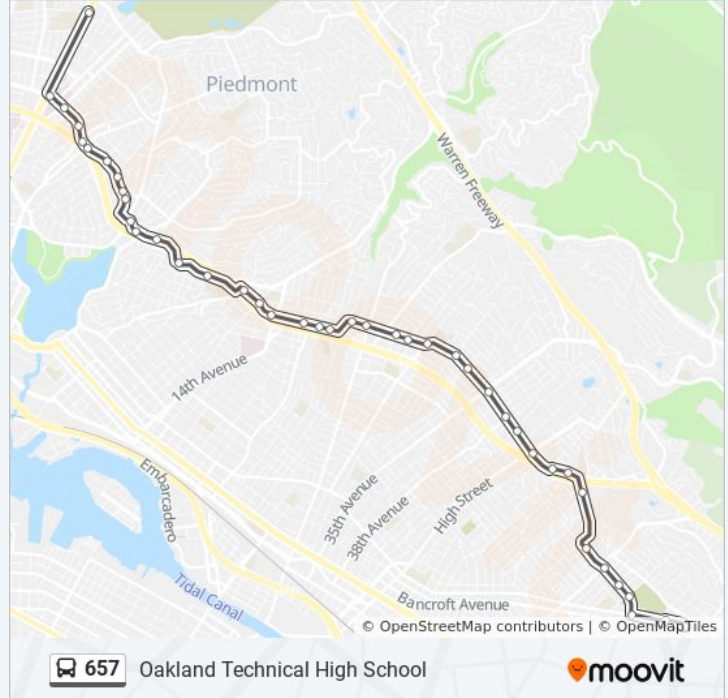 Piedmont
Warren Freeway
14th Avenue
Embarcadero
35th Avenue
38th Avenue
High Street
Tidal Canal
Bancroft Avenue
© OpenStreetMap contributors | © OpenMapTiles
657 Oakland Technical High School
moovit